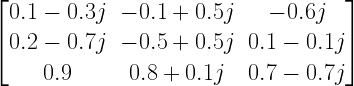 0.1 − 0.3j −0.1 + 0.5j −0.6j
0.2 − 0.7j −0.5 + 0.5j 0.1 − 0.1j
0.9 0.8 + 0.1j 0.7 − 0.7j